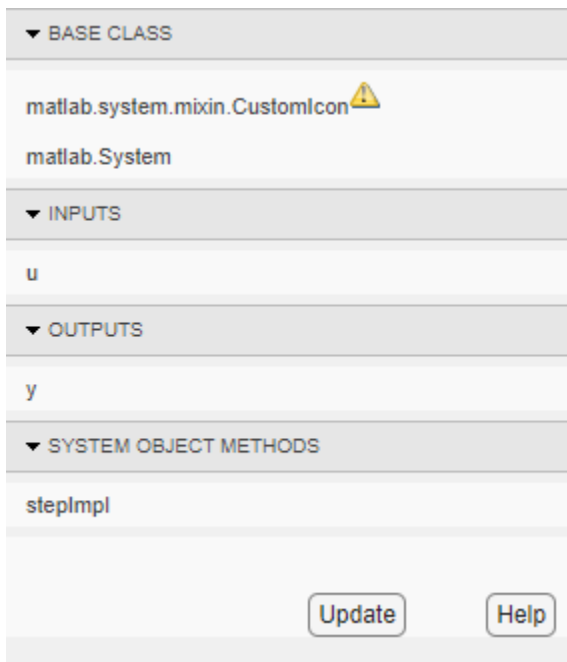 BASE CLASS
matlab.system.mixin.CustomIcon
matlab.System
INPUTS
u
OUTPUTS
y
SYSTEM OBJECT METHODS
stepImpl
Update Help